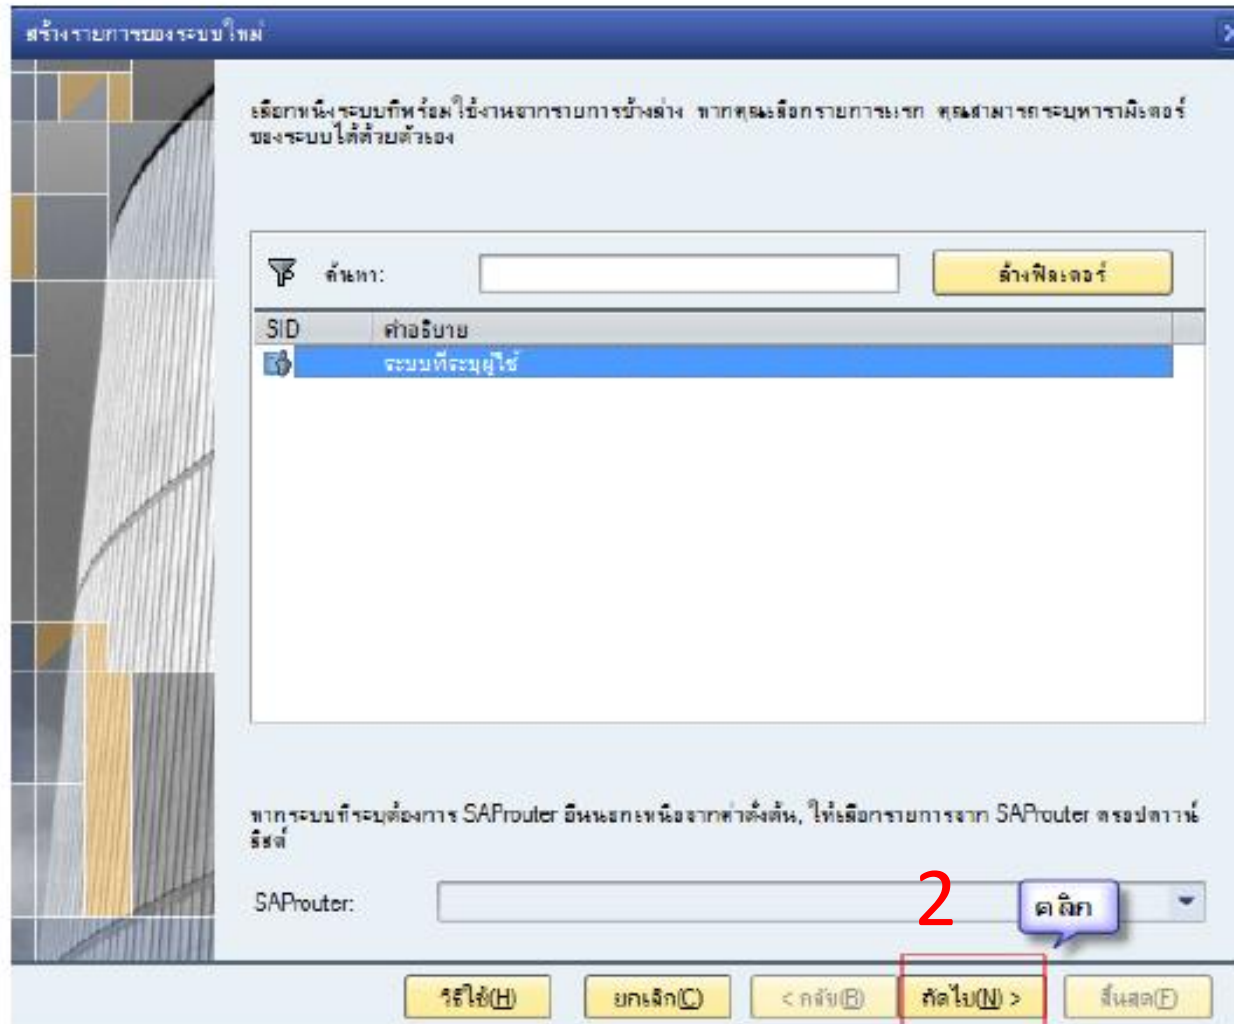 สร้างรายการของระบบใหม่
เลือกหนึ่งระบบที่พร้อมใช้งานจากรายการข้างล่าง หากคุณเลือกรายการแรก คุณสามารถระบุพารามิเตอร์
ของระบบได้ด้วยตัวเอง
ค้นหา:
ล้างฟิลเตอร์
SID คำอธิบาย
ระบบที่ระบุผู้ใช้
หากระบบที่ระบุต้องการ SAProuter อื่นนอกเหนือจากค่าตั้งต้น, ให้เลือกรายการจาก SAProuter ดรอปดาวน์
ลิสต์
SAProuter:
2
คลิก
วิธีใช้(H) ยกเลิก(C) < กลับ(B) ถัดไป(N) > สิ้นสุด(F)